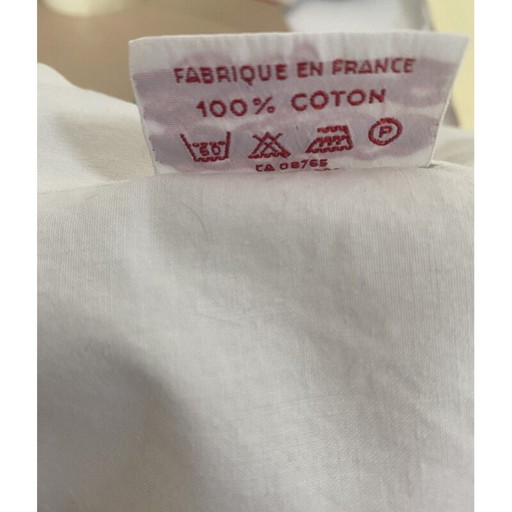 FABRIQUE EN FRANCE
100% COTON
60 P
CA 08765